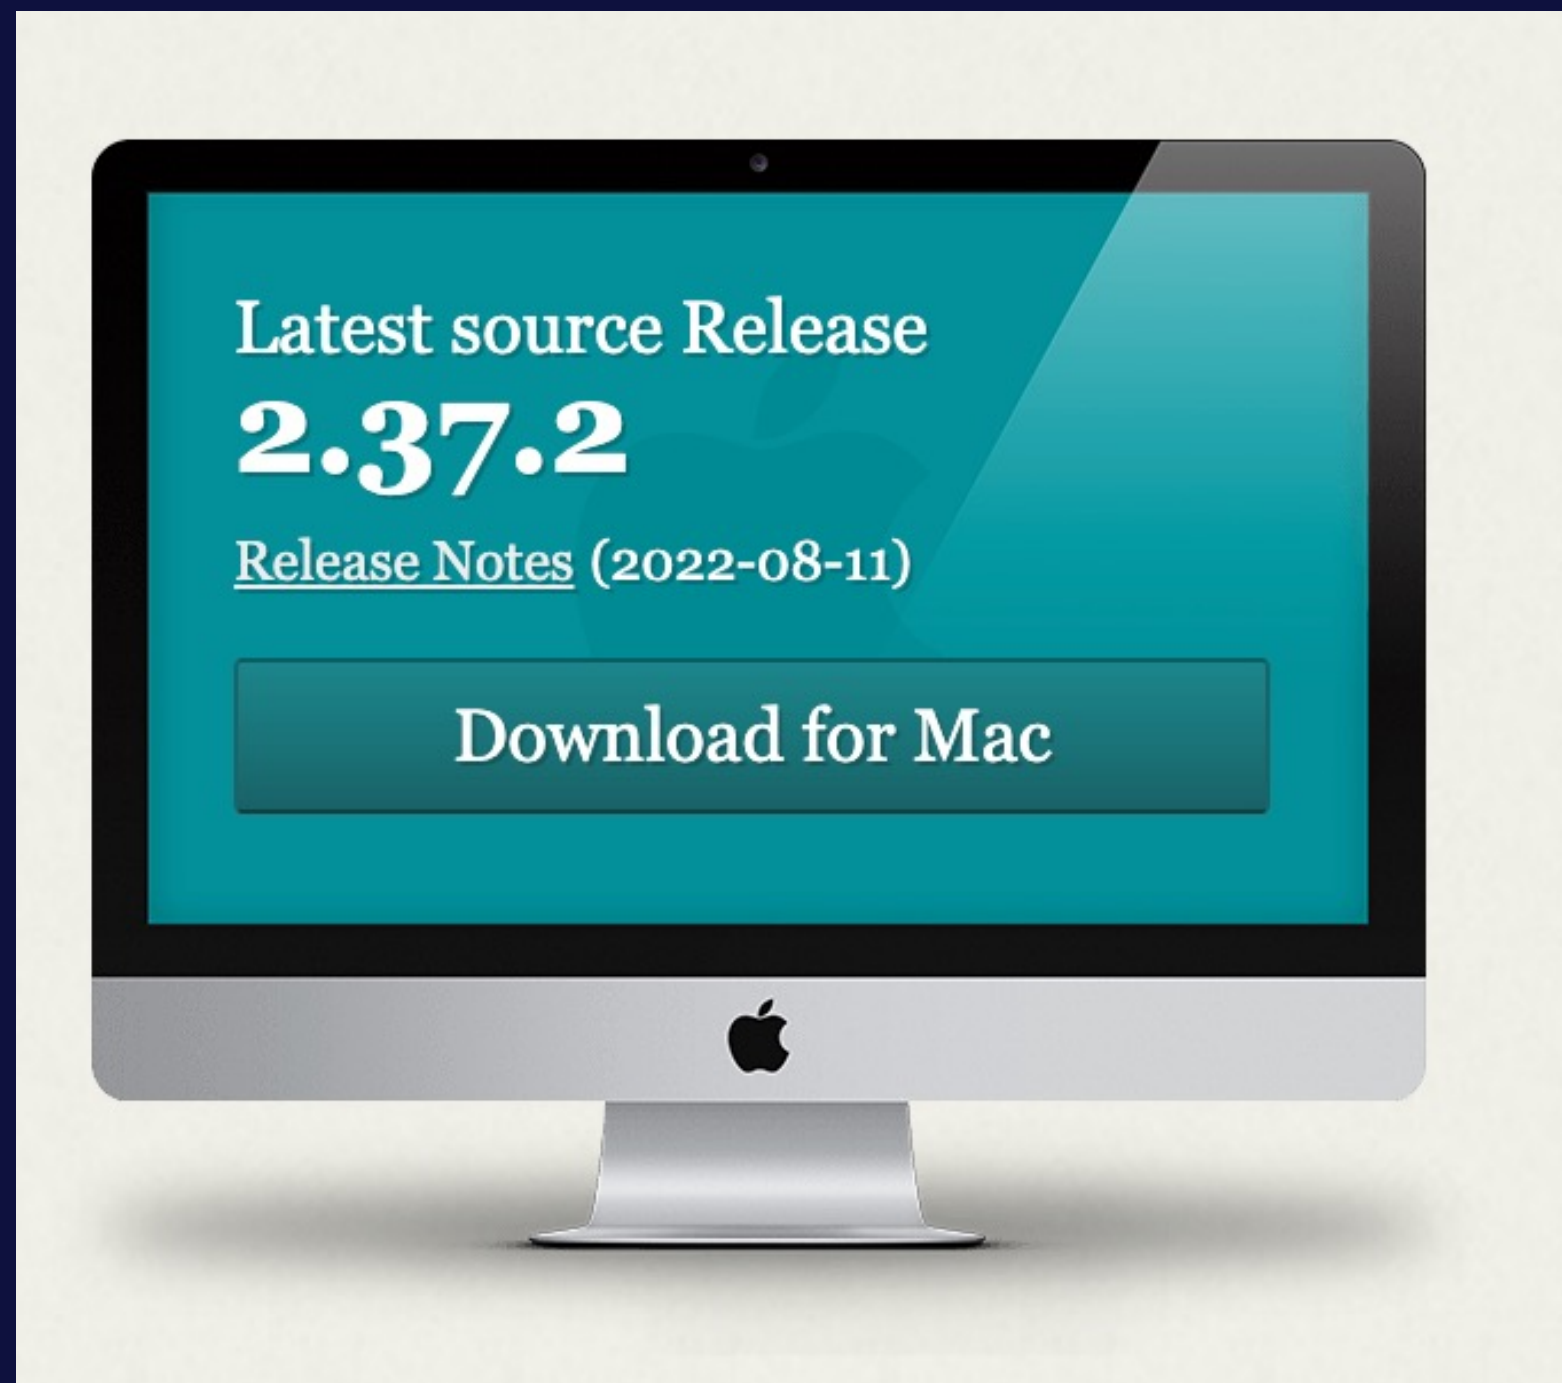 Latest source Release
2.37.2
Release Notes (2022-08-11)
Download for Mac